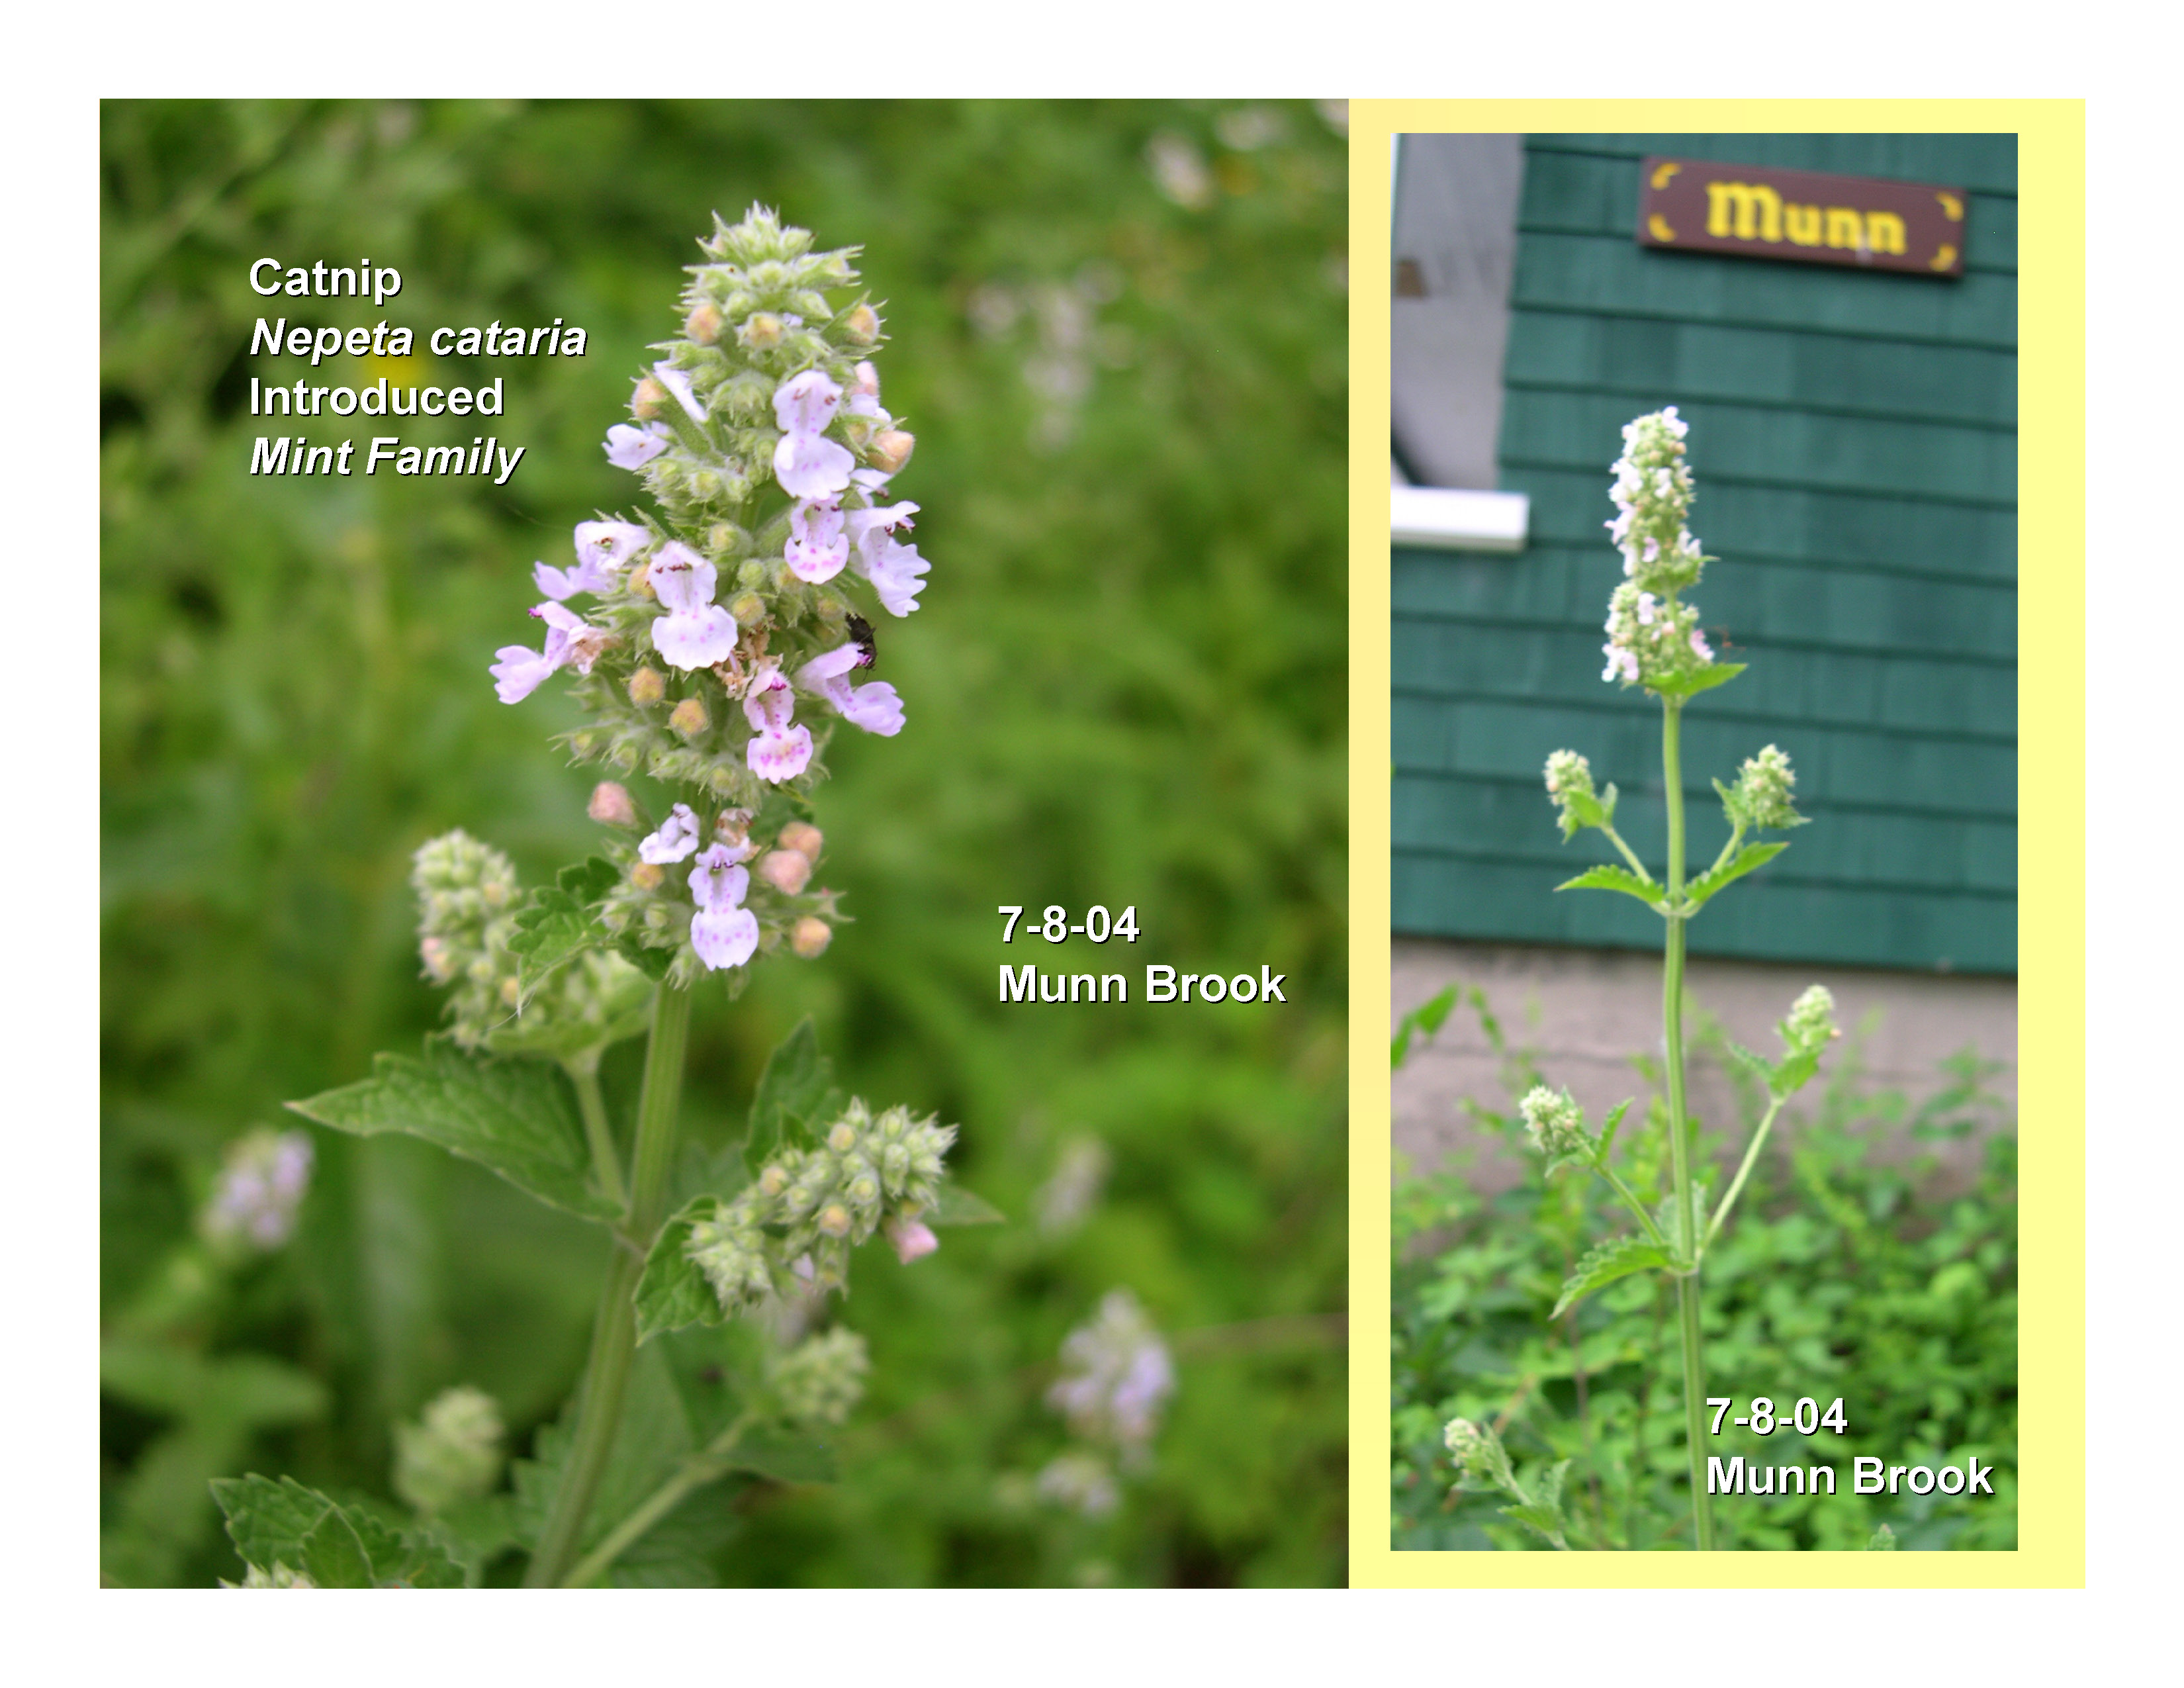 Catnip
Nepeta cataria
Introduced
Mint Family
7-8-04
Munn Brook
Munn
7-8-04
Munn Brook